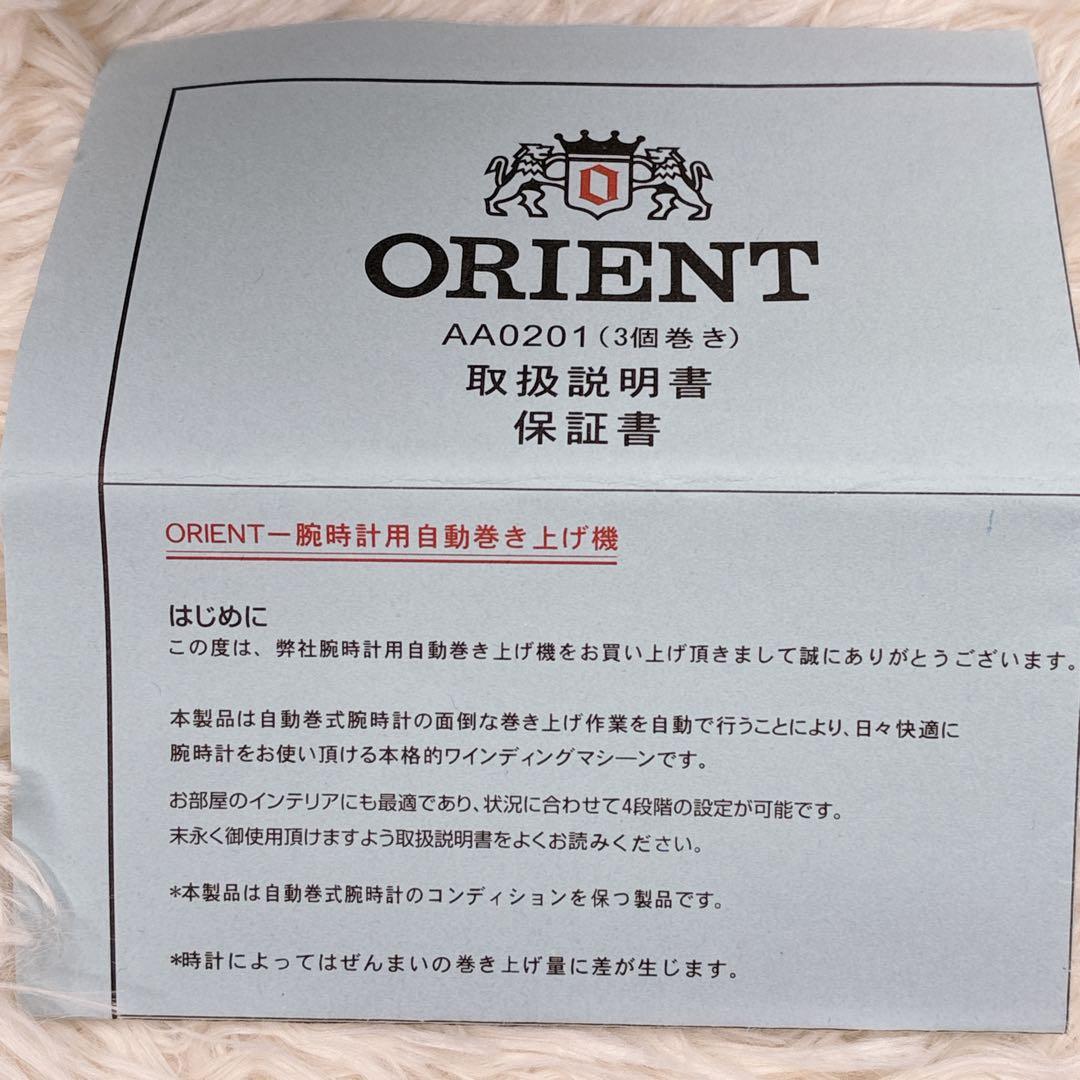 O
ORIENT
AA0201(3個巻き)
取扱説明書
保証書
ORIENTー腕時計用自動巻き上げ機
はじめに
この度は、弊社腕時計用自動巻き上げ機をお買い上げ頂きまして誠にありがとうございます。
本製品は自動巻式腕時計の面倒な巻き上げ作業を自動で行うことにより、日々快適に
腕時計をお使い頂ける本格的ワインディングマシーンです。
お部屋のインテリアにも最適であり、状況に合わせて4段階の設定が可能です。
末永く御使用頂けますよう取扱説明書をよくお読みください。
*本製品は自動巻式腕時計のコンディションを保つ製品です。
*時計によってはぜんまいの巻き上げ量に差が生じます。